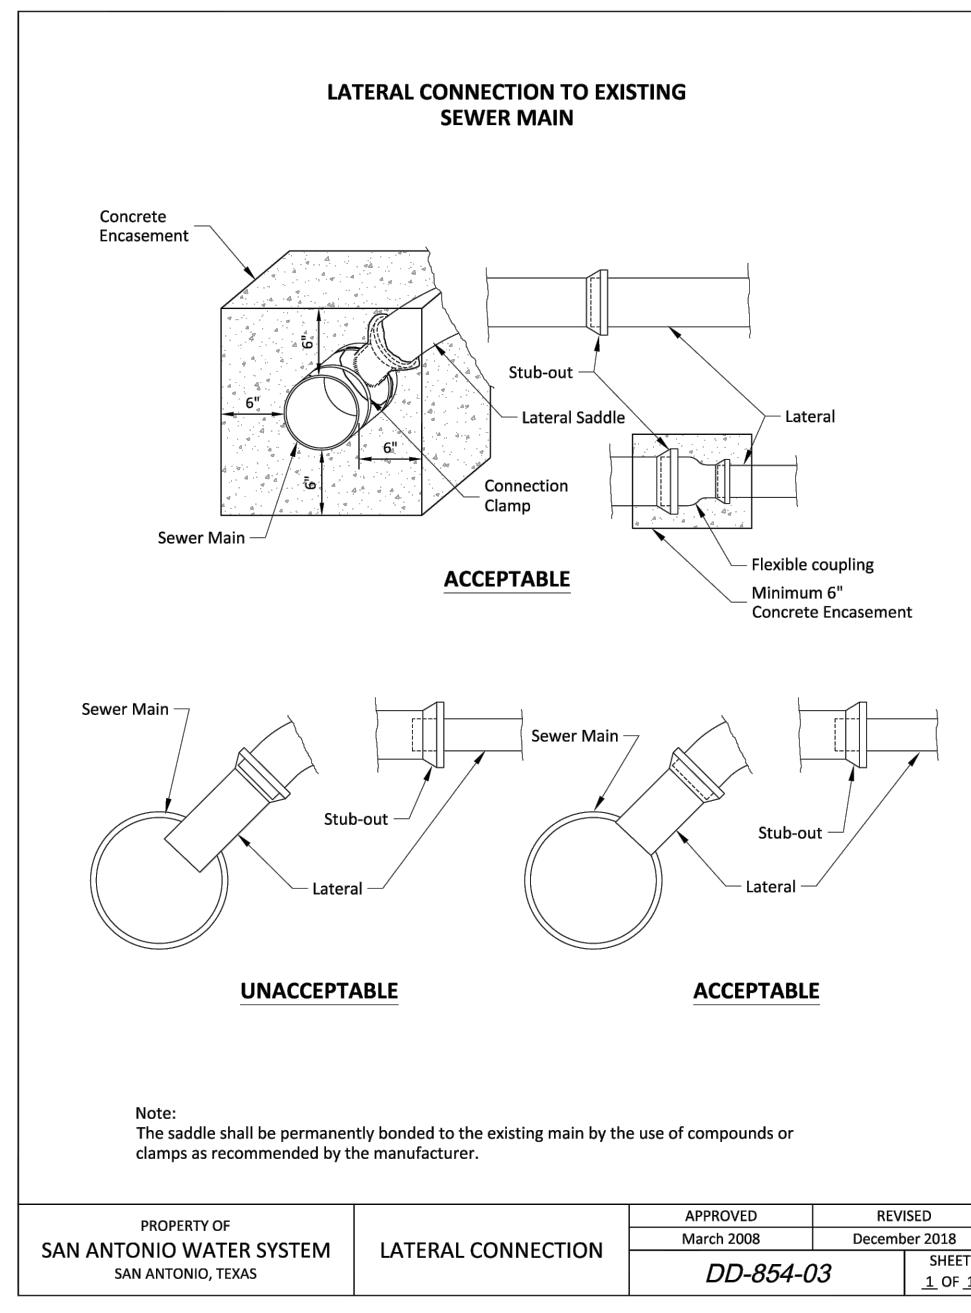 LATERAL CONNECTION TO EXISTING
SEWER MAIN
Concrete
Encasement
6"
6"
6"
6"
Stub-out
Lateral Saddle
Lateral
Connection
Clamp
Sewer Main
Flexible coupling
ACCEPTABLE
Minimum 6"
Concrete Encasement
Sewer Main
Stub-out
Lateral
UNACCEPTABLE
Sewer Main
Stub-out
Lateral
ACCEPTABLE
Note:
The saddle shall be permanently bonded to the existing main by the use of compounds or
clamps as recommended by the manufacturer.
PROPERTY OF
SAN ANTONIO WATER SYSTEM
SAN ANTONIO, TEXAS
LATERAL CONNECTION
APPROVED
March 2008
REVISED
December 2018
DD-854-03
SHEET
1 OF 1